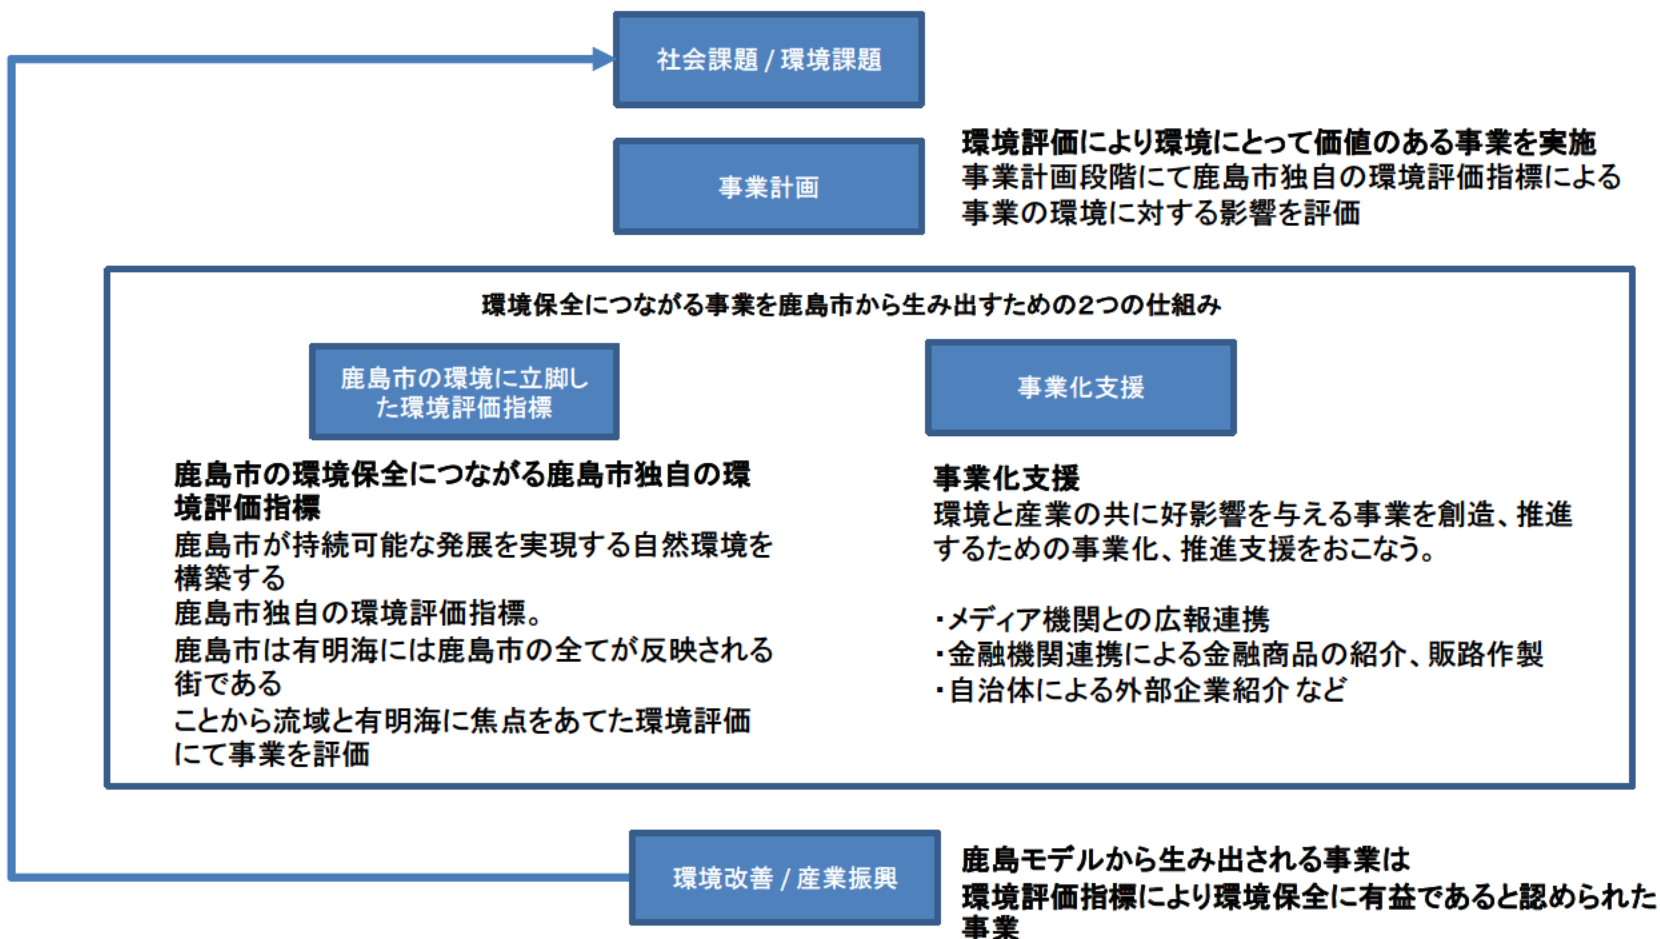 社会課題 / 環境課題
事業計画
環境評価により環境にとって価値のある事業を実施
事業計画段階にて鹿島市独自の環境評価指標による
事業の環境に対する影響を評価
環境保全につながる事業を鹿島市から生み出すための2つの仕組み
鹿島市の環境に立脚し
た環境評価指標
鹿島市の環境保全につながる鹿島市独自の環
境評価指標
鹿島市が持続可能な発展を実現する自然環境を
構築する
鹿島市独自の環境評価指標。
鹿島市は有明海には鹿島市の全てが反映される
街である
ことから流域と有明海に焦点をあてた環境評価
にて事業を評価
事業化支援
事業化支援
環境と産業の共に好影響を与える事業を創造、推進
するための事業化、推進支援をおこなう。
・メディア機関との広報連携
・金融機関連携による金融商品の紹介、販路作製
・自治体による外部企業紹介 など
環境改善 / 産業振興
鹿島モデルから生み出される事業は
環境評価指標により環境保全に有益であると認められた
事業